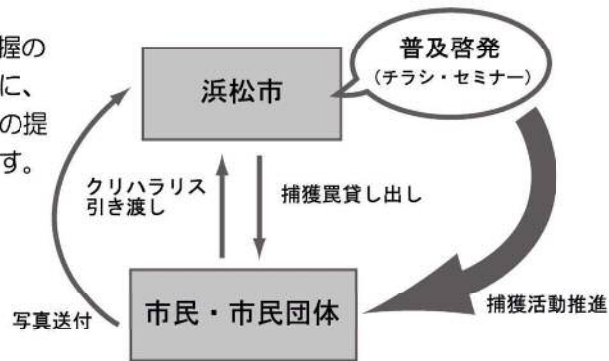 握の
に、
の提
す。
普及啓発
（チラシ・セミナー）
浜松市
クリハラリス
引き渡し
捕獲罠貸し出し
写真送付
市民・市民団体
捕獲活動推進